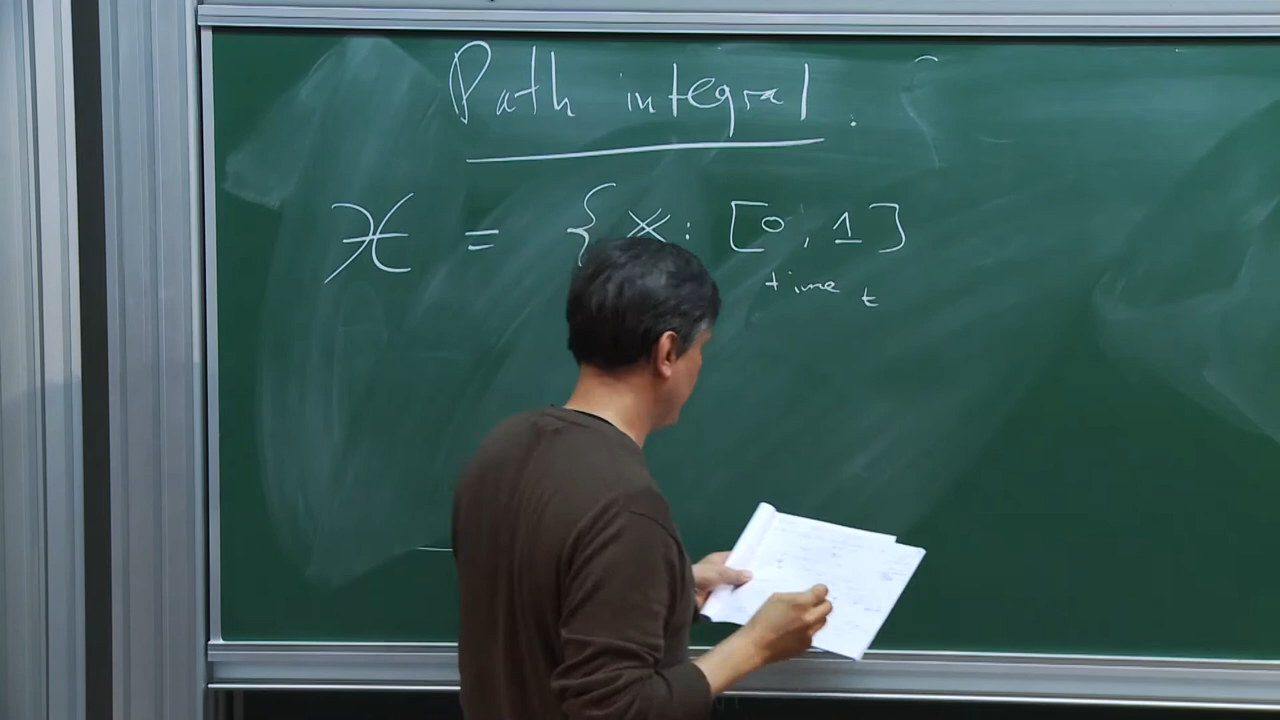 Path integral.
𝒳 = { x : [0, 1]
time t